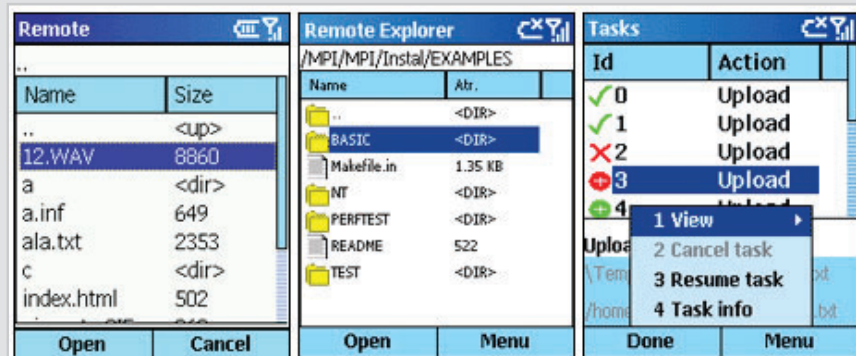 Remote
..
Name Size
.. <up>
12.WAV 8860
a <dir>
a.inf 649
ala.txt 2353
c <dir>
index.html 502
Open Cancel
Remote Explorer
/MPI/MPI/Instal/EXAMPLES
Name Atr.
.. <DIR>
BASIC <DIR>
Makefile.in 1.35 KB
NT <DIR>
PERFTEST <DIR>
README 522
TEST <DIR>
Open Menu
Tasks
Id Action
0 Upload
1 Upload
2 Upload
3 Upload
4
1 View
2 Cancel task
3 Resume task
4 Task info
Done Menu